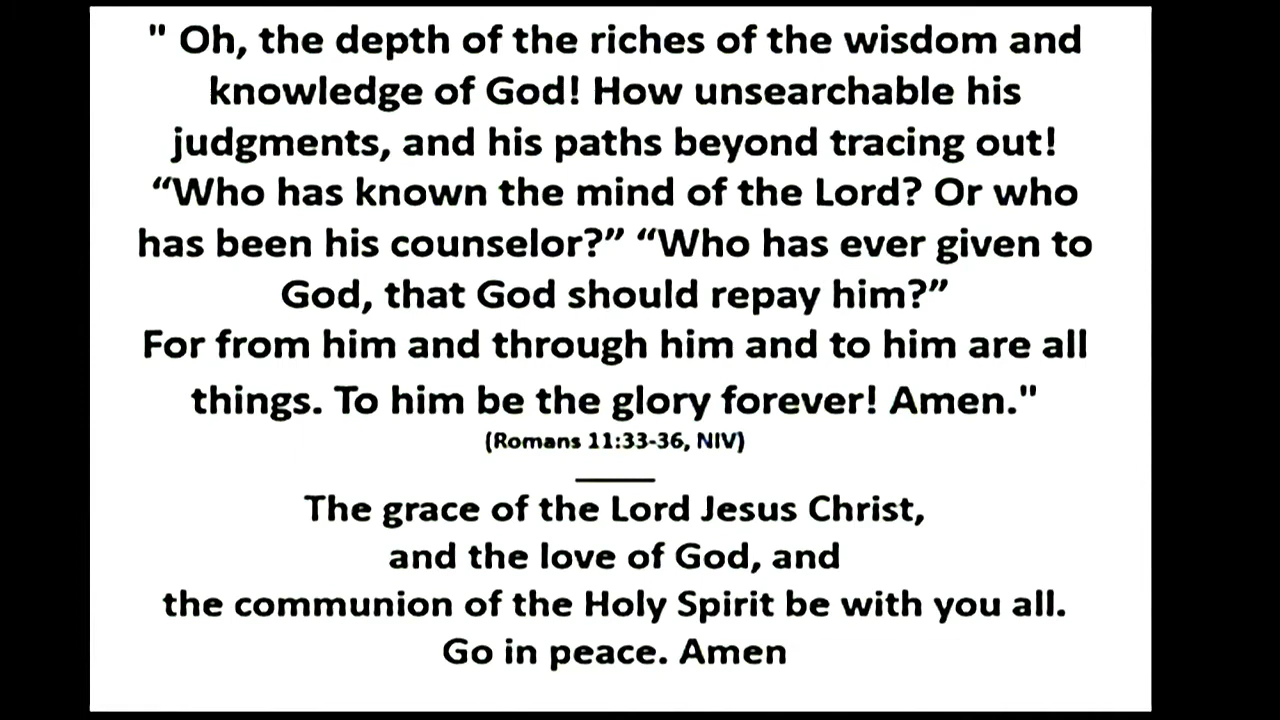 " Oh, the depth of the riches of the wisdom and
knowledge of God! How unsearchable his
judgments, and his paths beyond tracing out!
“Who has known the mind of the Lord? Or who
has been his counselor?” “Who has ever given to
God, that God should repay him?”
For from him and through him and to him are all
things. To him be the glory forever! Amen."
(Romans 11:33-36, NIV)
The grace of the Lord Jesus Christ,
and the love of God, and
the communion of the Holy Spirit be with you all.
Go in peace. Amen